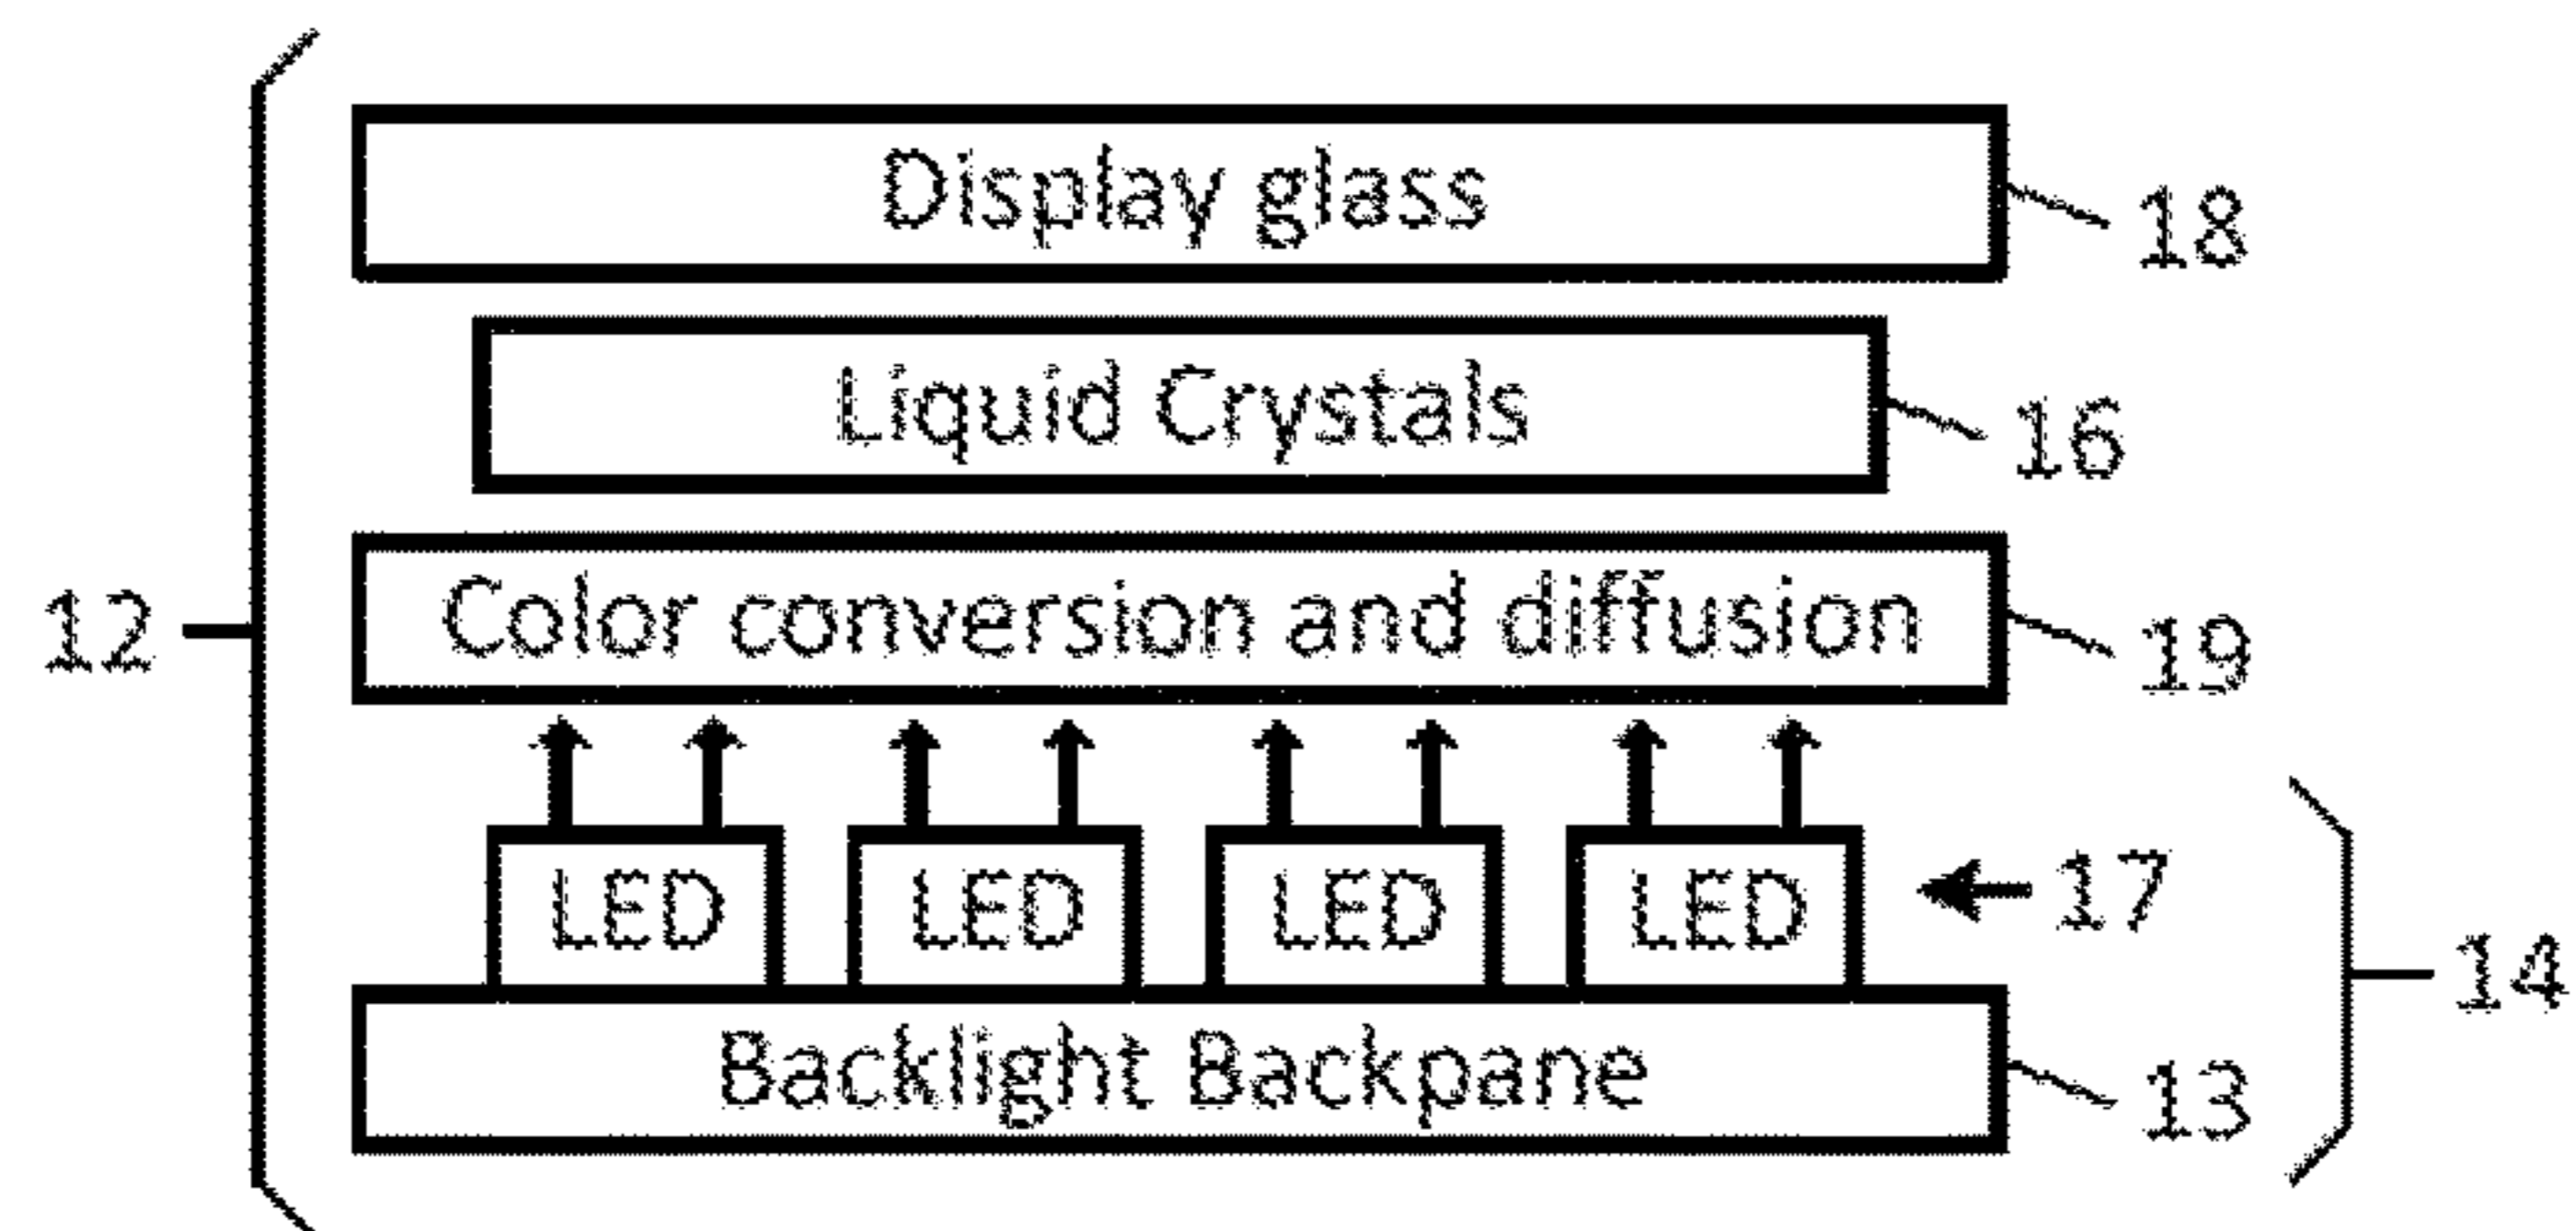 Display glass
18
Liquid Crystals
16
12
Color conversion and diffusion
19
LED LED LED LED
17
14
Backlight Backpane
13